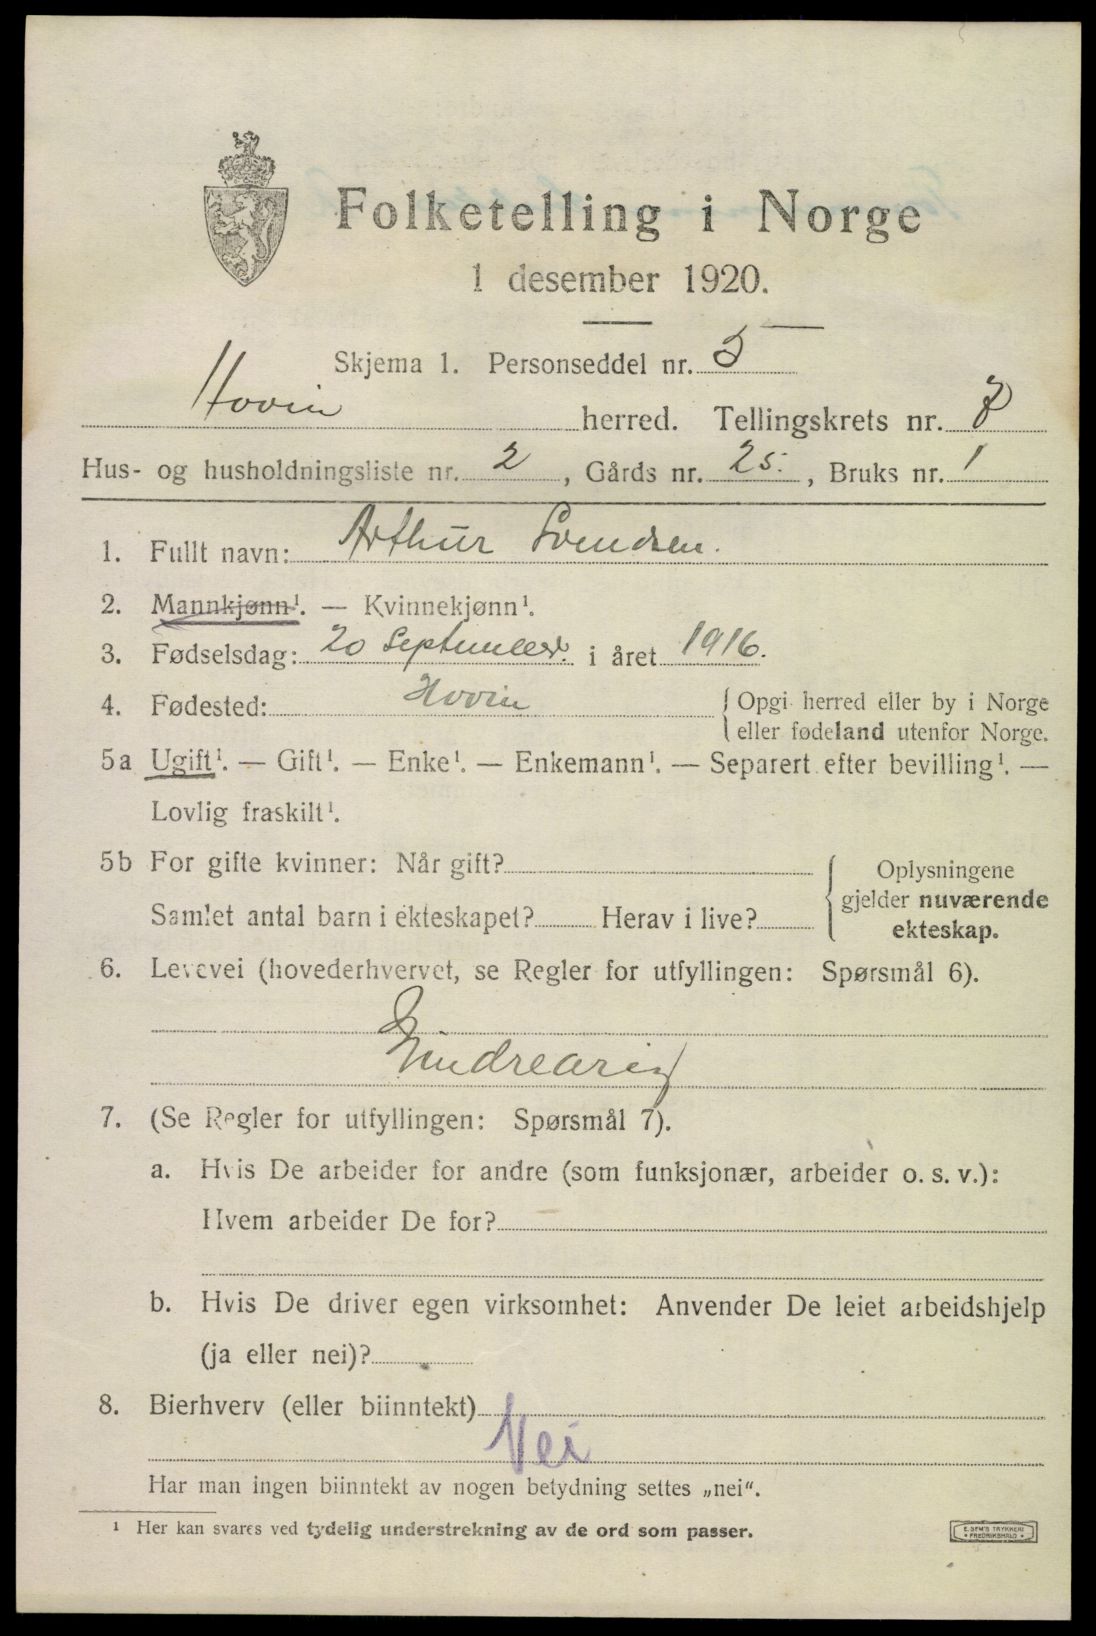 Folketelling i Norge
1 desember 1920.
Skjema 1. Personseddel nr. 5
Hovin herred. Tellingskrets nr. 7
Hus- og husholdningsliste nr. 2, Gårds nr. 25., Bruks nr. 1
1. Fullt navn: Arthur Svendsen.
2. Mannkjønn¹. — Kvinnekjønn¹.
3. Fødselsdag: 20 September. i året 1916.
4. Fødested: Hovin { Opgi herred eller by i Norge
eller fødeland utenfor Norge.
5a Ugift¹. — Gift¹. — Enke¹. — Enkemann¹. — Separert efter bevilling¹. —
Lovlig fraskilt¹.
5b For gifte kvinner: Når gift?
Samlet antal barn i ekteskapet? Herav i live?
{ Oplysningene
gjelder nuværende
ekteskap.
6. Levevei (hovederhvervet, se Regler for utfyllingen: Spørsmål 6).
7. (Se Regler for utfyllingen: Spørsmål 7).
a. Hvis De arbeider for andre (som funksjonær, arbeider o. s. v.):
Hvem arbeider De for?
b. Hvis De driver egen virksomhet: Anvender De leiet arbeidshjelp
(ja eller nei)?
8. Bierhverv (eller biinntekt)
Nei
Har man ingen biinntekt av nogen betydning settes „nei“.
¹ Her kan svares ved tydelig understrekning av de ord som passer.
E. SEM'S TRYKKERI
• FREDRIKSHALD •